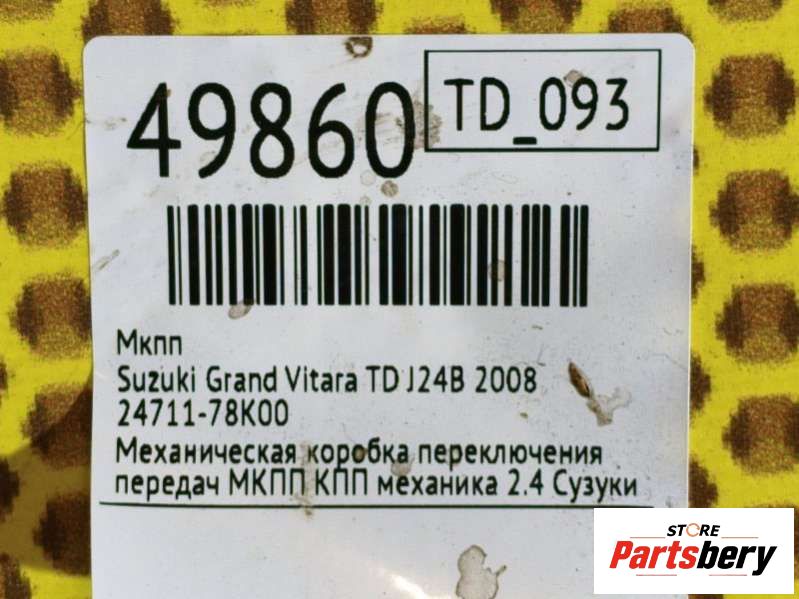 49860 TD_093
Мкпп
Suzuki Grand Vitara TD J24B 2008
24711-78K00
Механическая коробка переключения
передач МКПП КПП механика 2.4 Сузуки
STORE
Partsbery